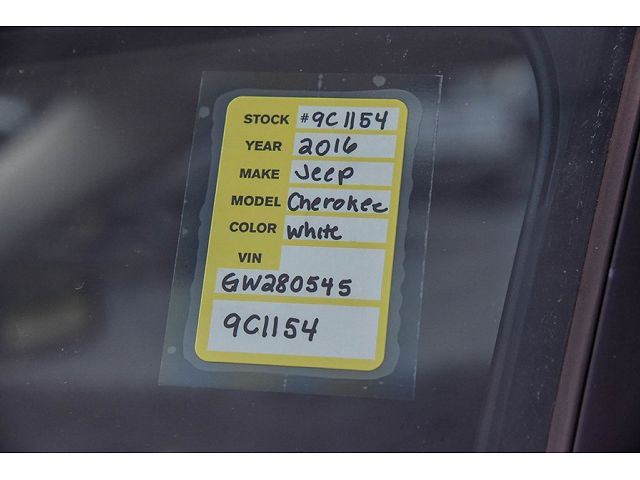 STOCK #9C1154
YEAR 2016
MAKE Jeep
MODEL Cherokee
COLOR white
VIN
GW280545
9C1154